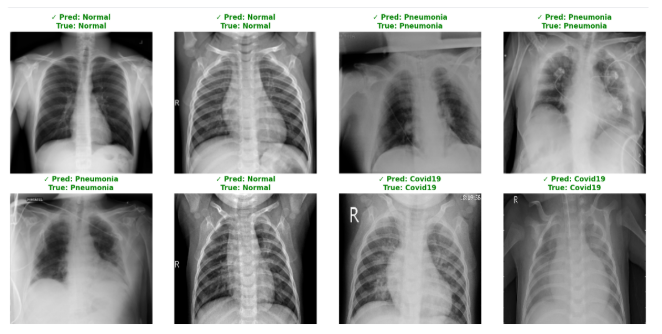 ✓ Pred: Normal
True: Normal
✓ Pred: Normal
True: Normal
✓ Pred: Pneumonia
True: Pneumonia
✓ Pred: Pneumonia
True: Pneumonia
R
✓ Pred: Pneumonia
True: Pneumonia
✓ Pred: Normal
True: Normal
✓ Pred: Covid19
True: Covid19
✓ Pred: Covid19
True: Covid19
R
R
R